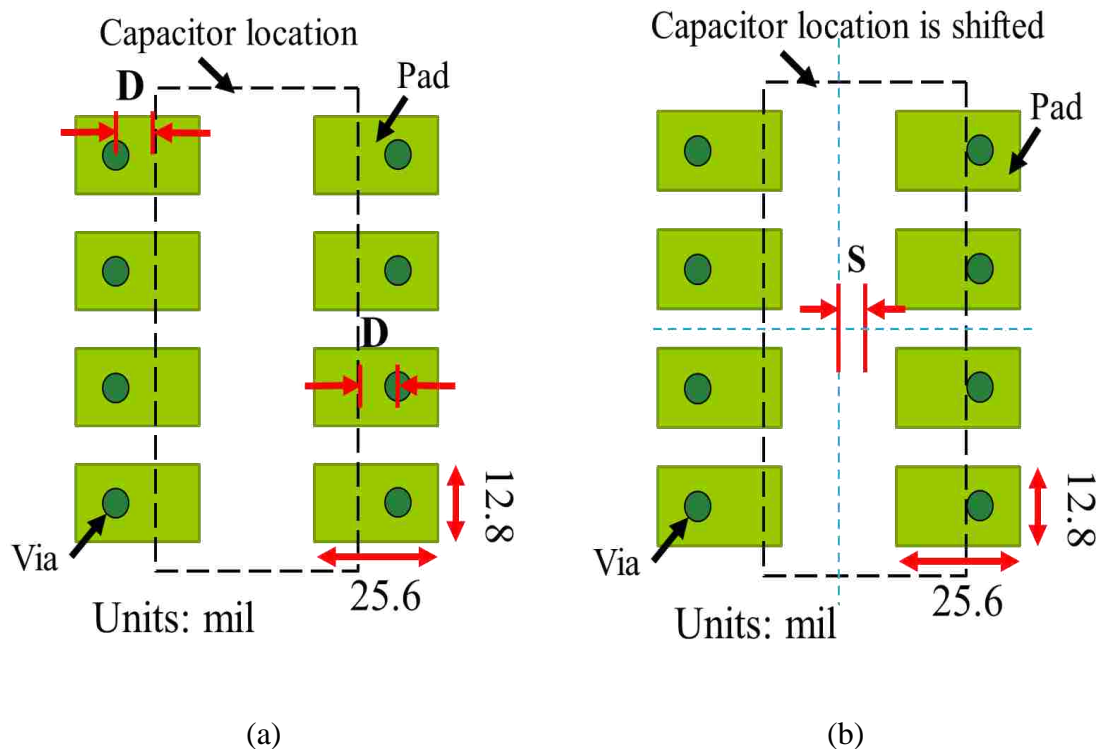 Capacitor location
D
Pad
D
12.8
Via
25.6
Units: mil
(a)
Capacitor location is shifted
Pad
S
12.8
Via
25.6
Units: mil
(b)